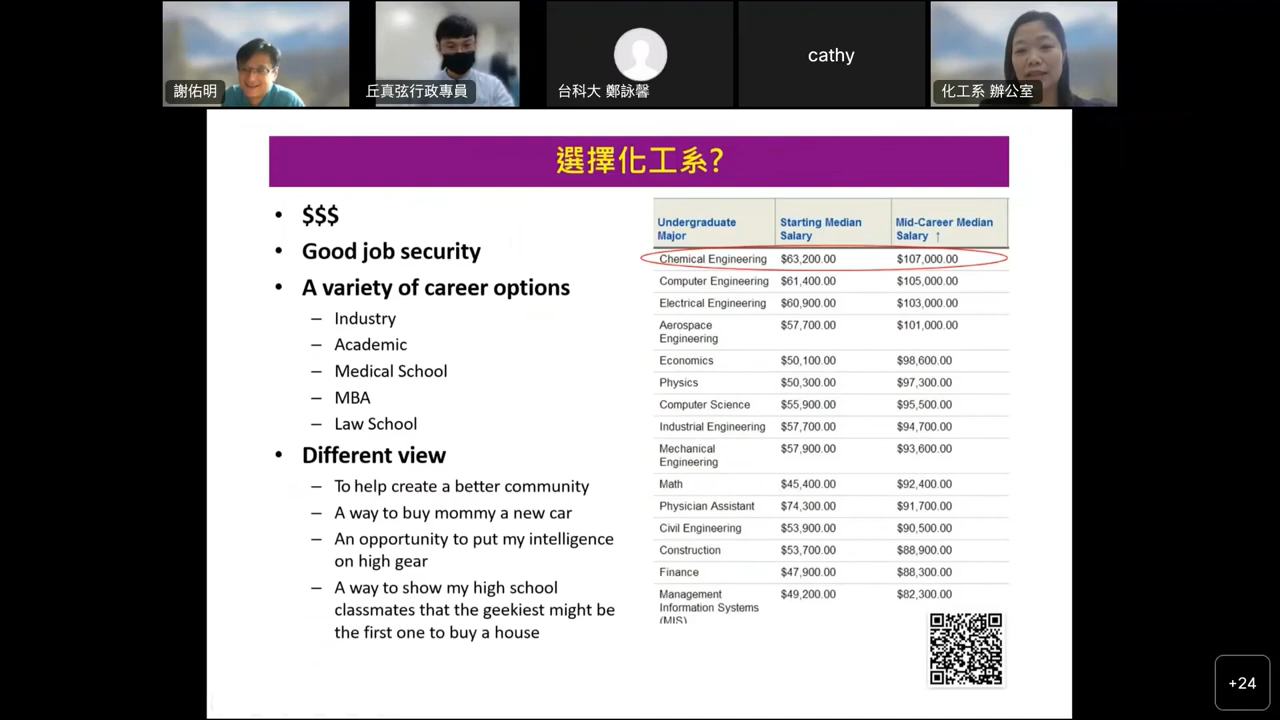 謝佑明
丘真弦行政專員
台科大 鄭詠馨
cathy
化工系 辦公室
選擇化工系?
• $$$
• Good job security
• A variety of career options
– Industry
– Academic
– Medical School
– MBA
– Law School
• Different view
– To help create a better community
– A way to buy mommy a new car
– An opportunity to put my intelligence
on high gear
– A way to show my high school
classmates that the geekiest might be
the first one to buy a house
Undergraduate Major Starting Median Salary Mid-Career Median Salary ↑
Chemical Engineering $63,200.00 $107,000.00
Computer Engineering $61,400.00 $105,000.00
Electrical Engineering $60,900.00 $103,000.00
Aerospace Engineering $57,700.00 $101,000.00
Economics $50,100.00 $98,600.00
Physics $50,300.00 $97,300.00
Computer Science $55,900.00 $95,500.00
Industrial Engineering $57,700.00 $94,700.00
Mechanical Engineering $57,900.00 $93,600.00
Math $45,400.00 $92,400.00
Physician Assistant $74,300.00 $91,700.00
Civil Engineering $53,900.00 $90,500.00
Construction $53,700.00 $88,900.00
Finance $47,900.00 $88,300.00
Management Information Systems (MIS) $49,200.00 $82,300.00
+24